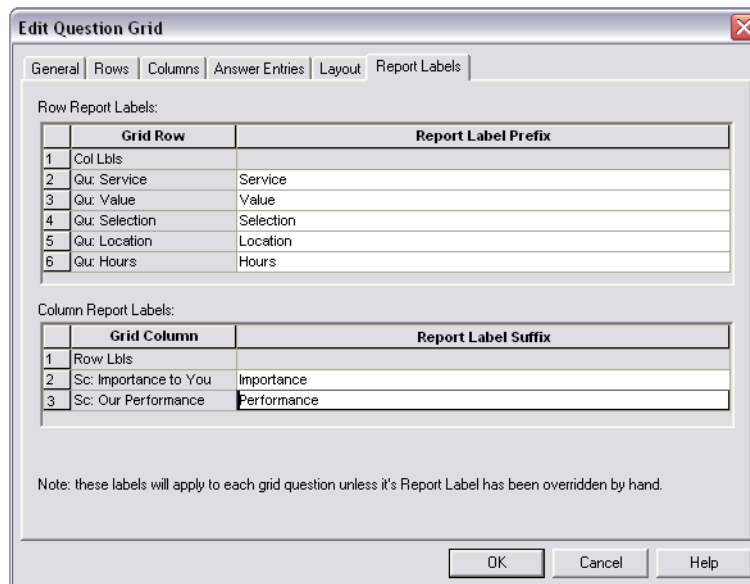 Edit Question Grid
General Rows Columns Answer Entries Layout Report Labels
Row Report Labels:
Grid Row Report Label Prefix
1 Col Lbls
2 Qu: Service Service
3 Qu: Value Value
4 Qu: Selection Selection
5 Qu: Location Location
6 Qu: Hours Hours
Column Report Labels:
Grid Column Report Label Suffix
1 Row Lbls
2 Sc: Importance to You Importance
3 Sc: Our Performance Performance
Note: these labels will apply to each grid question unless it's Report Label has been overridden by hand.
OK Cancel Help